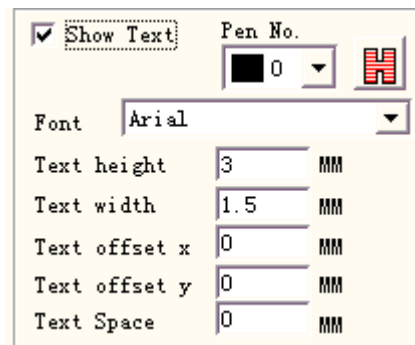 Show Text
Pen No.
0
Font Arial
Text height 3 MM
Text width 1.5 MM
Text offset x 0 MM
Text offset y 0 MM
Text Space 0 MM